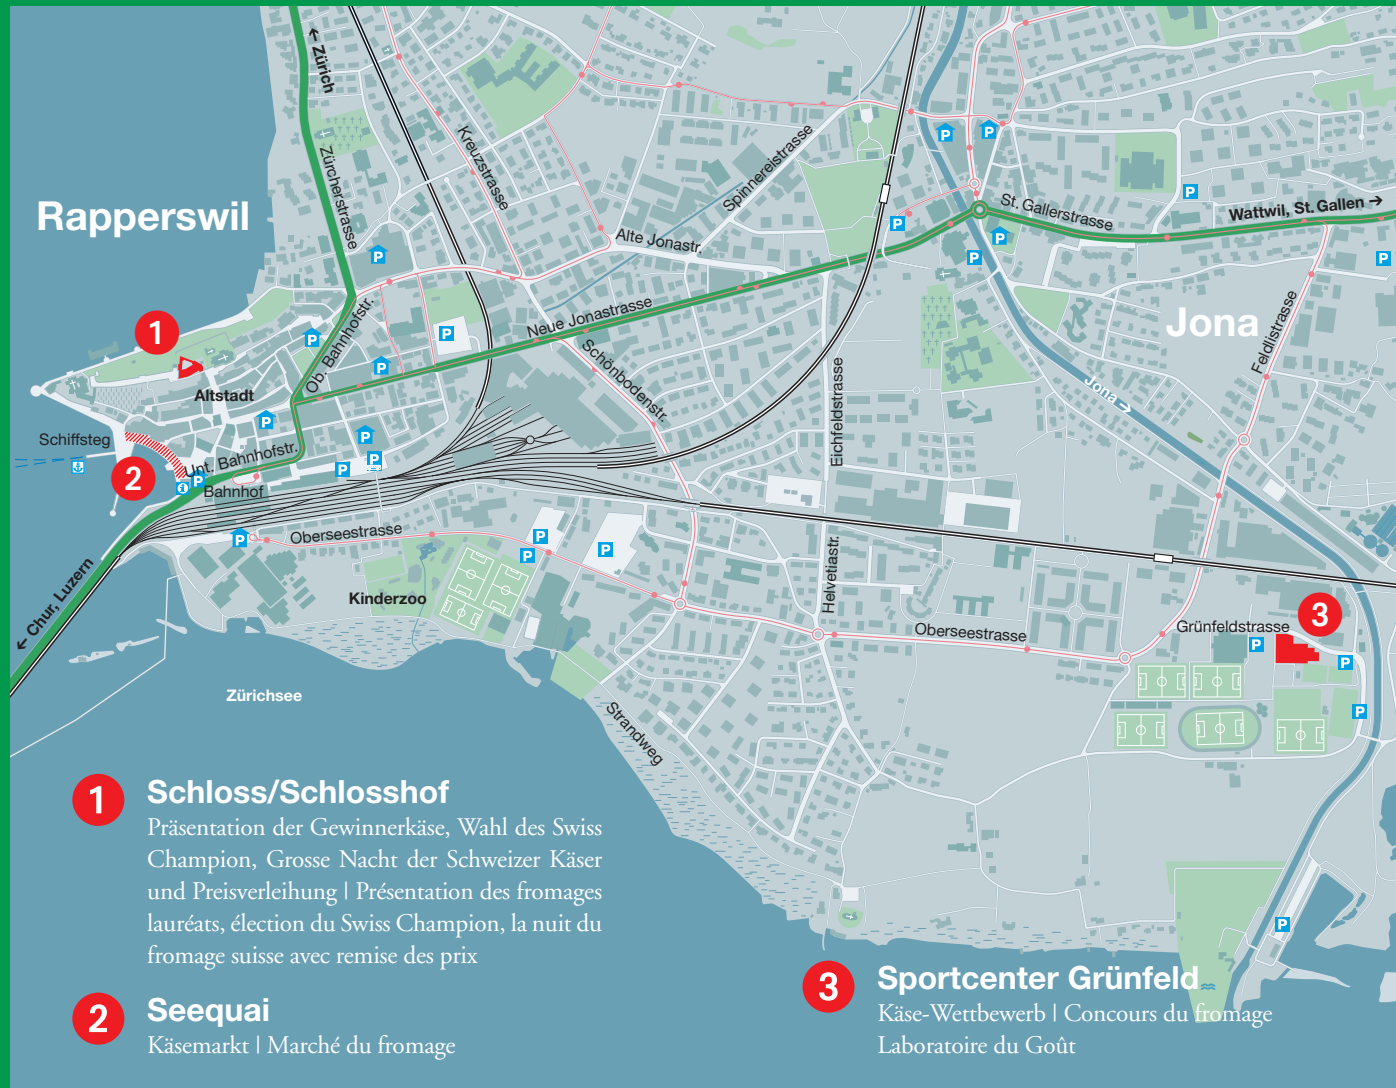 ← Zürich
Zürcherstrasse
Kreuzstrasse
Spinnereistrasse
Rapperswil
Alte Jonastr.
St. Gallerstrasse
Wattwil, St. Gallen →
P
P
P
P
P
P
P
P
Neue Jonastrasse
Ob. Bahnhofstr.
Jona
Feldlistrasse
1
P
P
P
Schönbodenstr.
Altstadt
Jona →
Eichfeldstrasse
P
P
Schiffsteg
Unt. Bahnhofstr.
P
P
2
i
P
Bahnhof
P
Oberseestrasse
P
P
P
← Chur, Luzern
Kinderzoo
Helvetiastr.
Oberseestrasse
Grünfeldstrasse
3
P
P
P
Zürichsee
Strandweg
P
1
Schloss/Schlosshof
Präsentation der Gewinnerkäse, Wahl des Swiss
Champion, Grosse Nacht der Schweizer Käser
und Preisverleihung | Présentation des fromages
lauréats, élection du Swiss Champion, la nuit du
fromage suisse avec remise des prix
2
Seequai
Käsemarkt | Marché du fromage
3
Sportcenter Grünfeld
Käse-Wettbewerb | Concours du fromage
Laboratoire du Goût